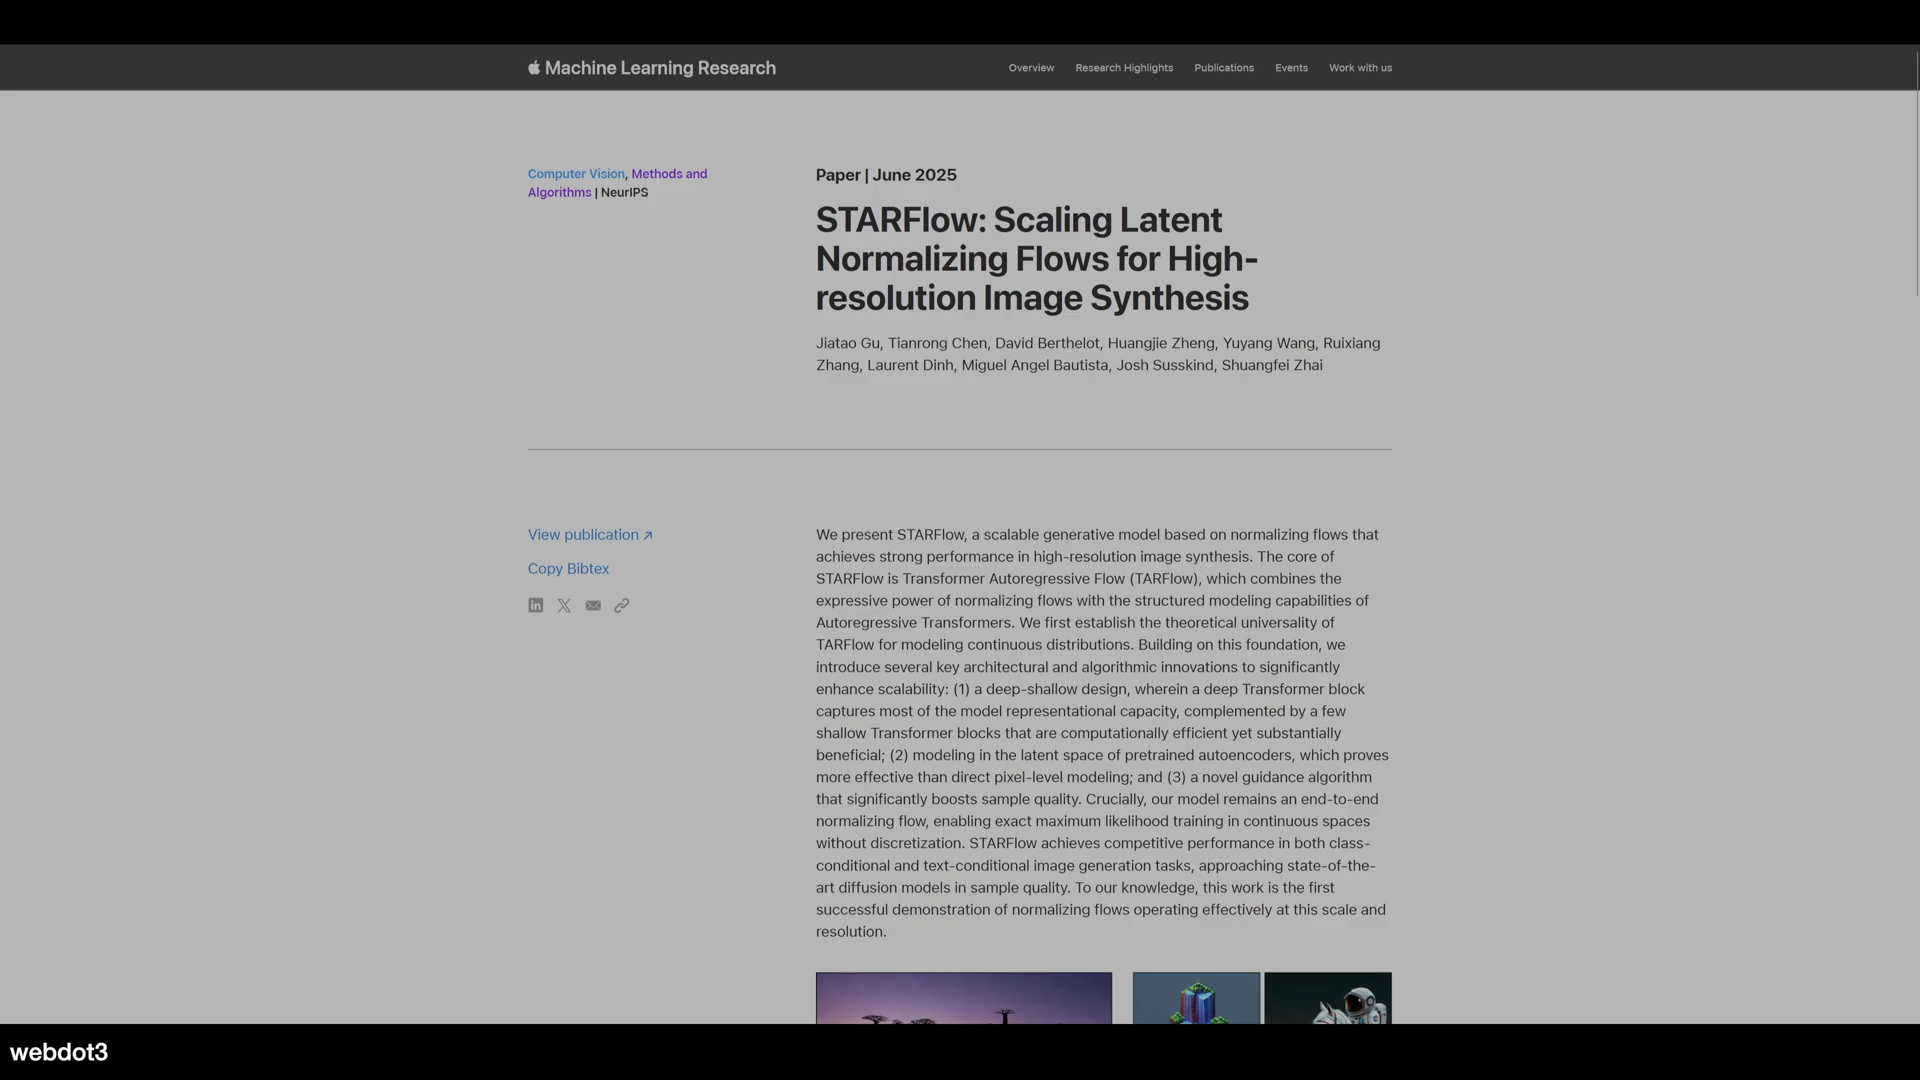 Machine Learning Research
Overview
Research Highlights
Publications
Events
Work with us
Computer Vision, Methods and
Algorithms | NeurIPS
Paper | June 2025
STARFlow: Scaling Latent
Normalizing Flows for High-
resolution Image Synthesis
Jiatao Gu, Tianrong Chen, David Berthelot, Huangjie Zheng, Yuyang Wang, Ruixiang
Zhang, Laurent Dinh, Miguel Angel Bautista, Josh Susskind, Shuangfei Zhai
View publication ↗
Copy Bibtex
We present STARFlow, a scalable generative model based on normalizing flows that
achieves strong performance in high-resolution image synthesis. The core of
STARFlow is Transformer Autoregressive Flow (TARFlow), which combines the
expressive power of normalizing flows with the structured modeling capabilities of
Autoregressive Transformers. We first establish the theoretical universality of
TARFlow for modeling continuous distributions. Building on this foundation, we
introduce several key architectural and algorithmic innovations to significantly
enhance scalability: (1) a deep-shallow design, wherein a deep Transformer block
captures most of the model representational capacity, complemented by a few
shallow Transformer blocks that are computationally efficient yet substantially
beneficial; (2) modeling in the latent space of pretrained autoencoders, which proves
more effective than direct pixel-level modeling; and (3) a novel guidance algorithm
that significantly boosts sample quality. Crucially, our model remains an end-to-end
normalizing flow, enabling exact maximum likelihood training in continuous spaces
without discretization. STARFlow achieves competitive performance in both class-
conditional and text-conditional image generation tasks, approaching state-of-the-
art diffusion models in sample quality. To our knowledge, this work is the first
successful demonstration of normalizing flows operating effectively at this scale and
resolution.
webdot3